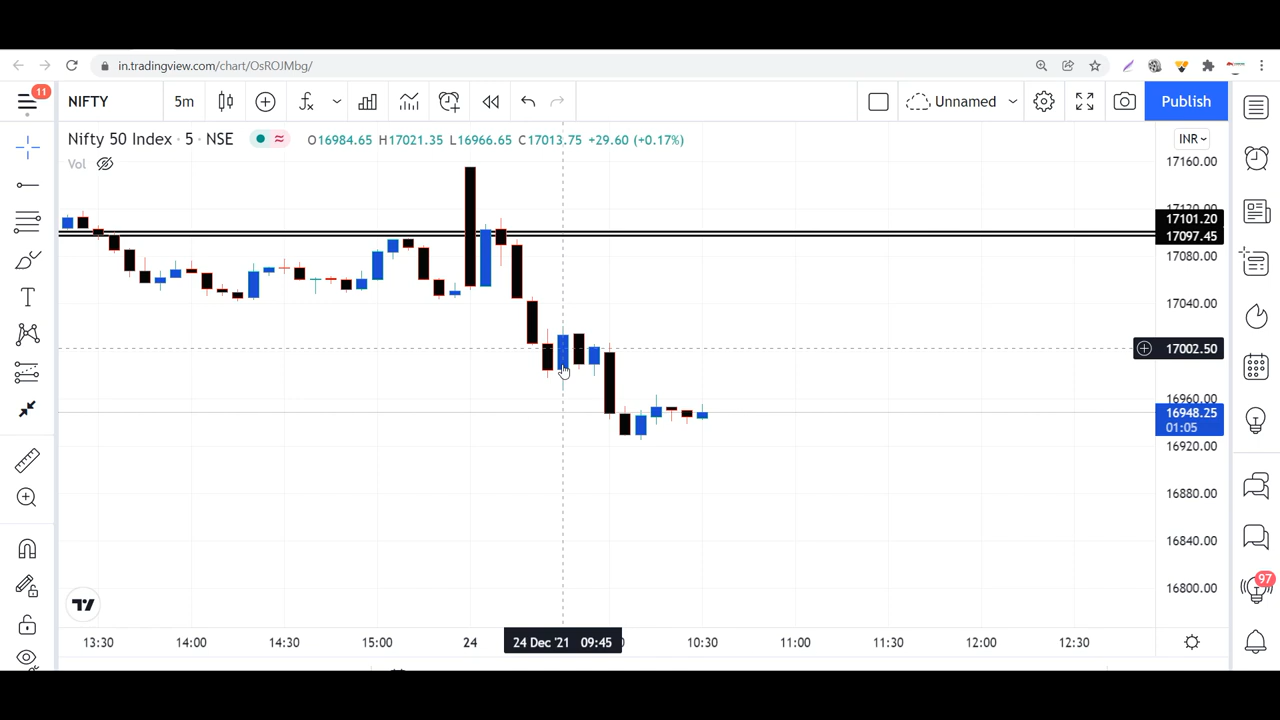 in.tradingview.com/chart/OsROJMbg/
11
NIFTY
5m
Unnamed
Publish
Nifty 50 Index · 5 · NSE
O16984.65 H17021.35 L16966.65 C17013.75 +29.60 (+0.17%)
INR
Vol
17160.00
17101.20
17097.45
17080.00
17040.00
17002.50
16960.00
16948.25
01:05
16920.00
16880.00
16840.00
16800.00
97
13:30
14:00
14:30
15:00
24
24 Dec '21 09:45
10:30
11:00
11:30
12:00
12:30